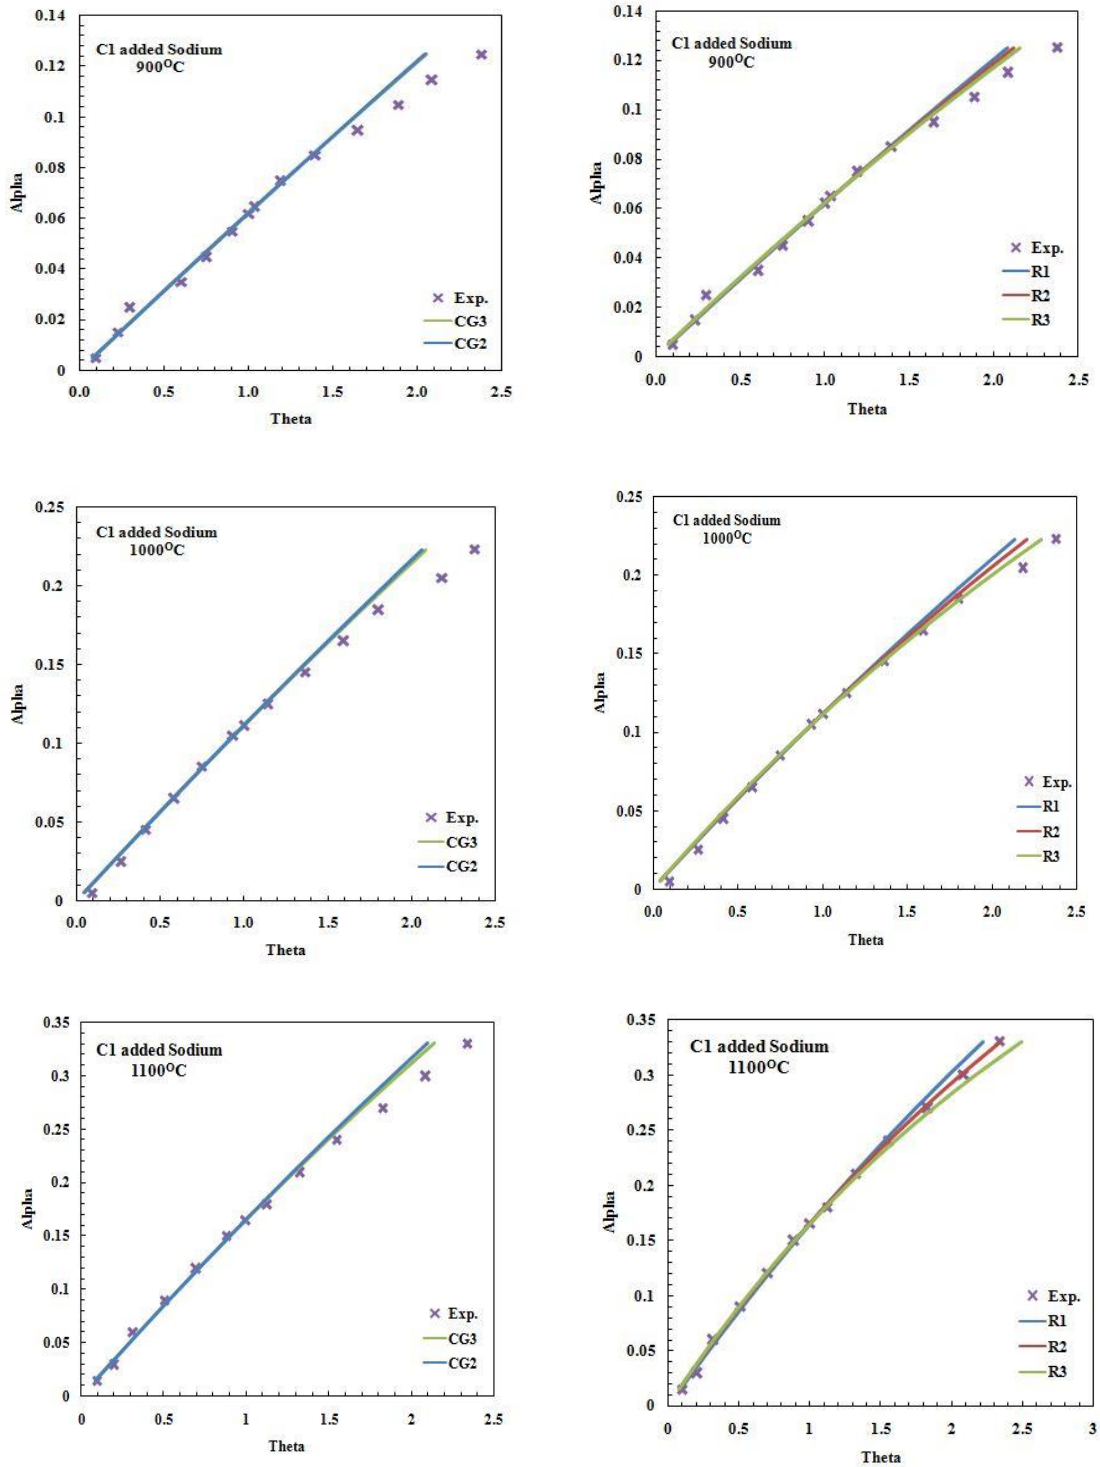 C1 added Sodium
900⁰C
Alpha
0.14
0.12
0.1
0.08
0.06
0.04
0.02
0
Exp.
CG3
CG2
0.0 0.5 1.0 1.5 2.0 2.5
Theta
C1 added Sodium
900⁰C
Alpha
0.14
0.12
0.1
0.08
0.06
0.04
0.02
0
Exp.
R1
R2
R3
0.0 0.5 1.0 1.5 2.0 2.5
Theta
C1 added Sodium
1000⁰C
Alpha
0.25
0.2
0.15
0.1
0.05
0
Exp.
CG3
CG2
0.0 0.5 1.0 1.5 2.0 2.5
Theta
C1 added Sodium
1000⁰C
Alpha
0.25
0.2
0.15
0.1
0.05
0
Exp.
R1
R2
R3
0.0 0.5 1.0 1.5 2.0 2.5
Theta
C1 added Sodium
1100⁰C
Alpha
0.35
0.3
0.25
0.2
0.15
0.1
0.05
0
Exp.
CG3
CG2
0 0.5 1 1.5 2 2.5
Theta
C1 added Sodium
1100⁰C
Alpha
0.35
0.3
0.25
0.2
0.15
0.1
0.05
0
Exp.
R1
R2
R3
0 0.5 1 1.5 2 2.5 3
Theta